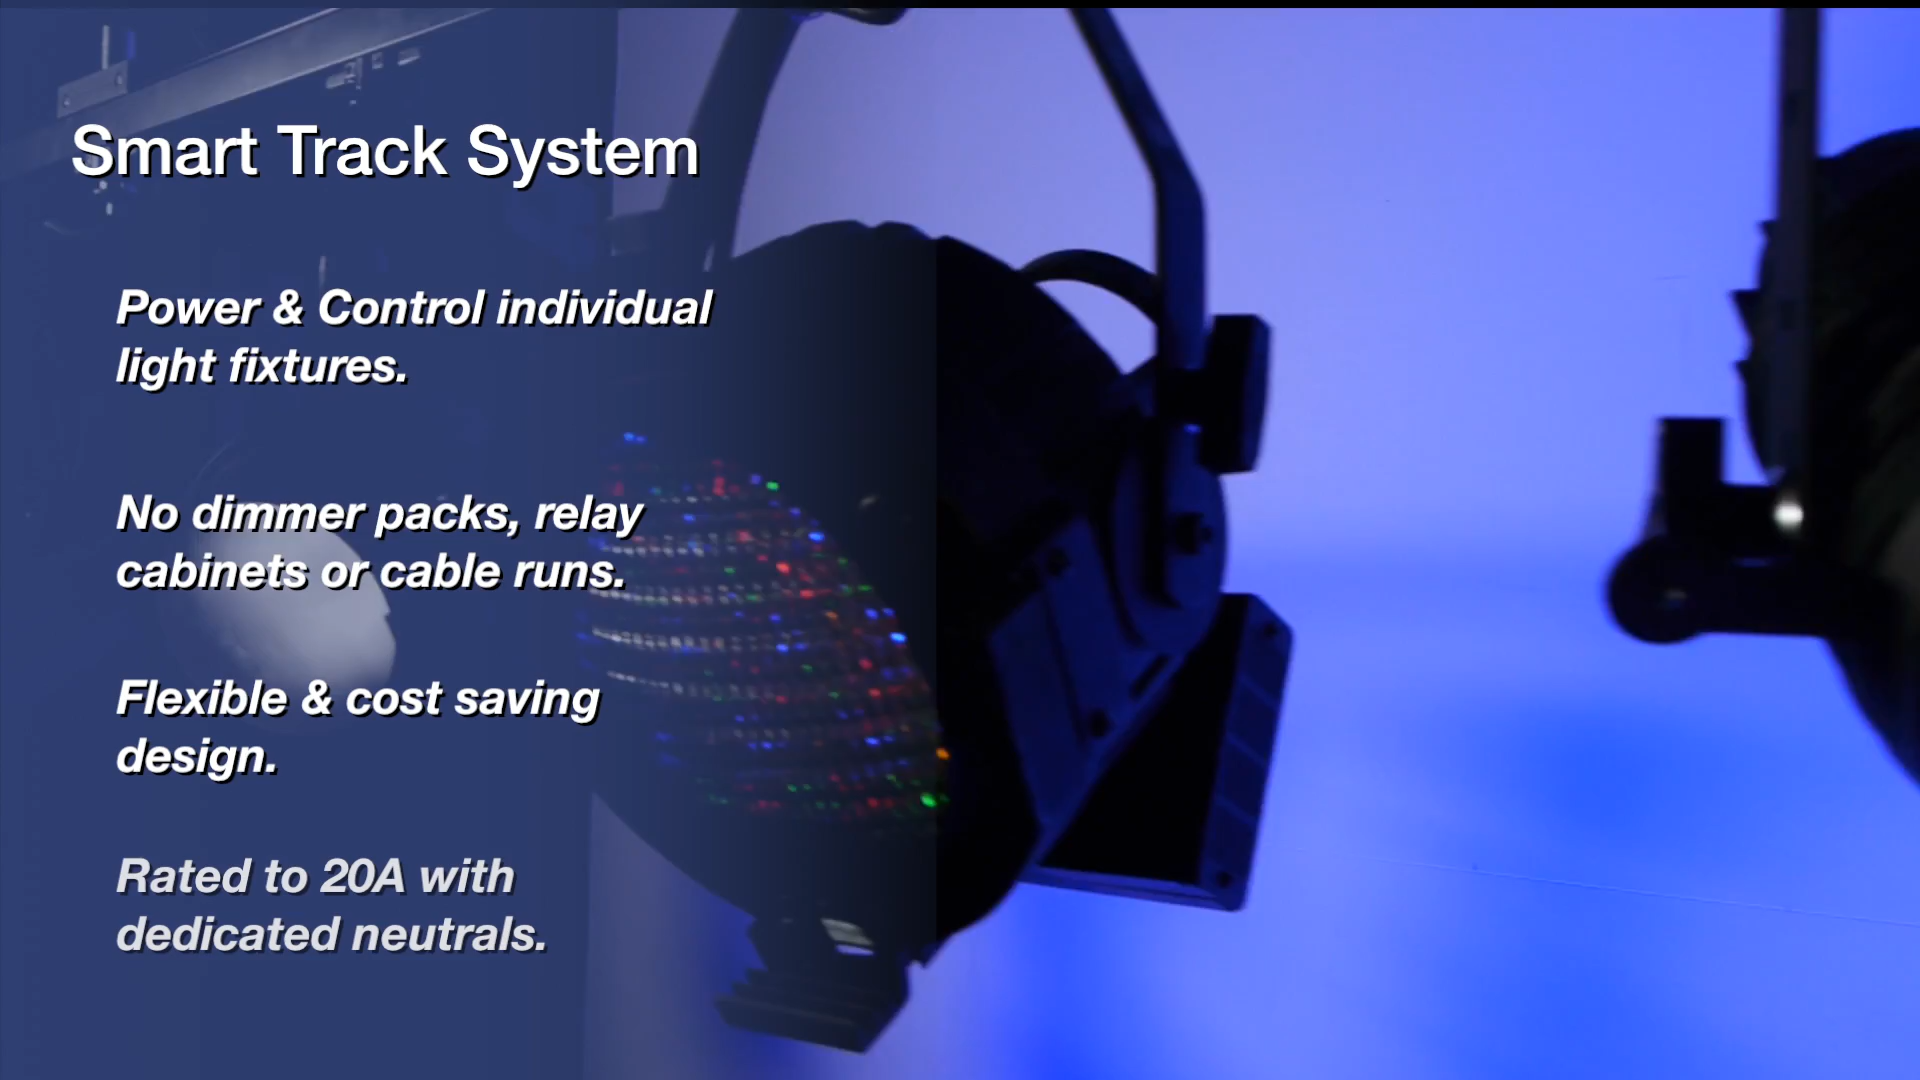 Smart Track System
Power & Control individual
light fixtures.
No dimmer packs, relay
cabinets or cable runs.
Flexible & cost saving
design.
Rated to 20A with
dedicated neutrals.